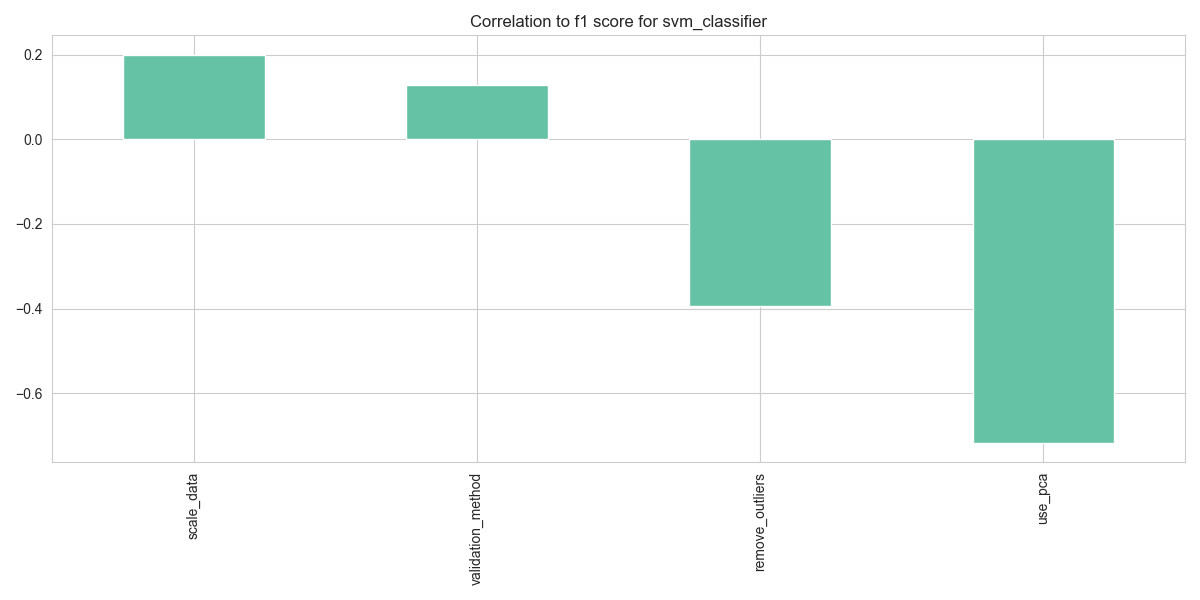 Correlation to f1 score for svm_classifier
0.2
0.0
−0.2
−0.4
−0.6
scale_data
validation_method
remove_outliers
use_pca